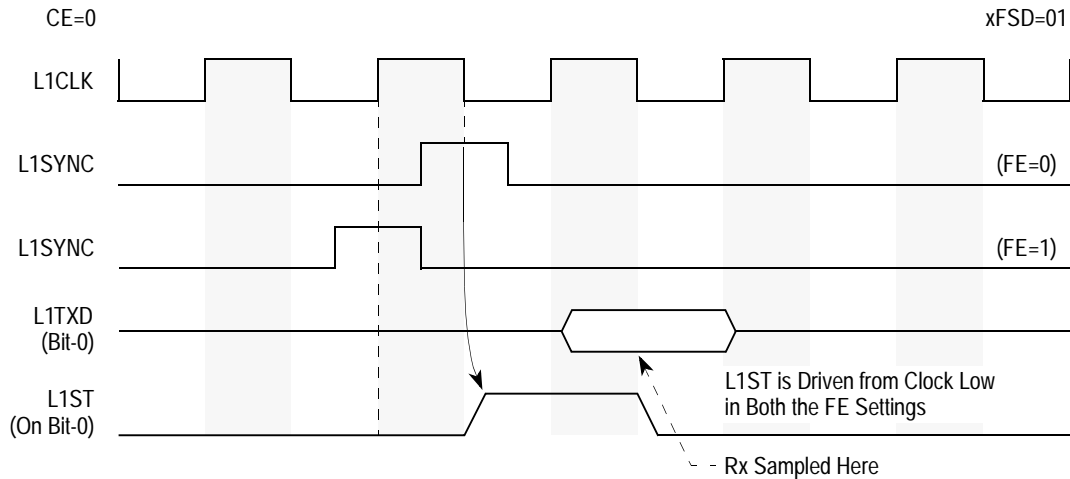 CE=0
xFSD=01
L1CLK
L1SYNC
(FE=0)
L1SYNC
(FE=1)
L1TXD
(Bit-0)
L1ST
(On Bit-0)
L1ST is Driven from Clock Low
in Both the FE Settings
Rx Sampled Here